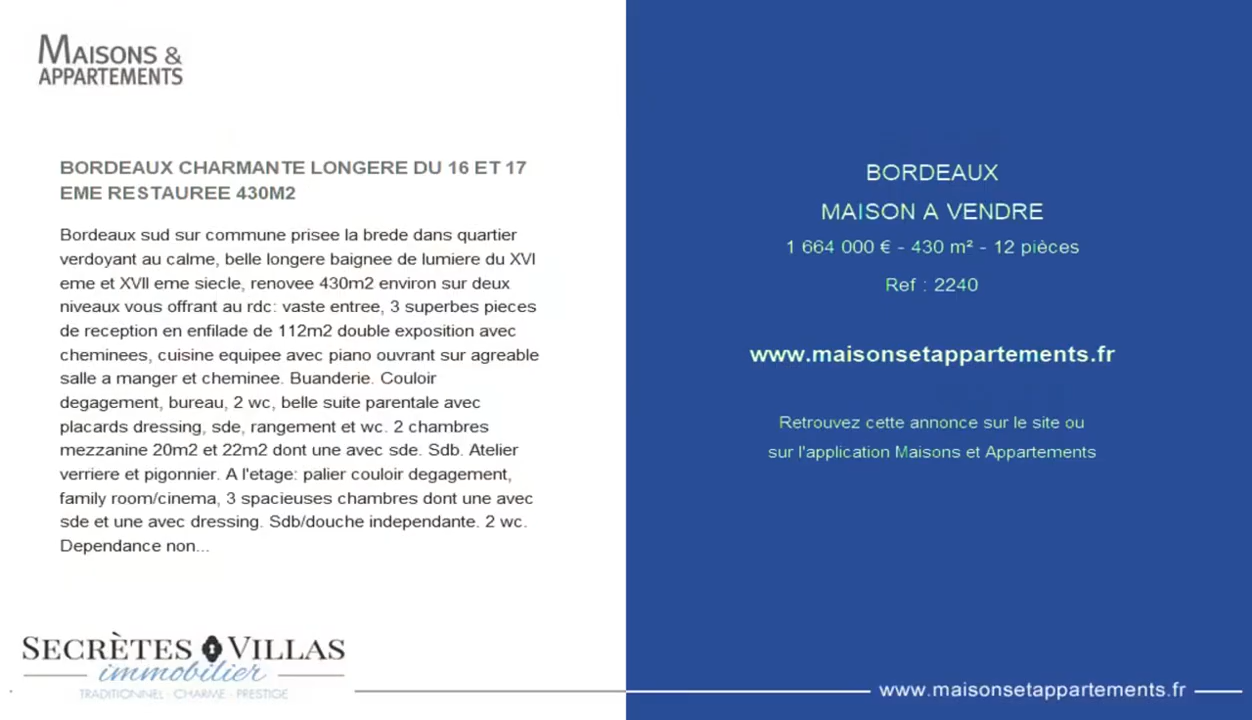 MAISONS &
APPARTEMENTS
BORDEAUX CHARMANTE LONGERE DU 16 ET 17
EME RESTAUREE 430M2
Bordeaux sud sur commune prisee la brede dans quartier
verdoyant au calme, belle longere baignee de lumiere du XVI
eme et XVII eme siecle, renovee 430m2 environ sur deux
niveaux vous offrant au rdc: vaste entree, 3 superbes pieces
de reception en enfilade de 112m2 double exposition avec
cheminees, cuisine equipee avec piano ouvrant sur agreable
salle a manger et cheminee. Buanderie. Couloir
degagement, bureau, 2 wc, belle suite parentale avec
placards dressing, sde, rangement et wc. 2 chambres
mezzanine 20m2 et 22m2 dont une avec sde. Sdb. Atelier
verriere et pigonnier. A l'etage: palier couloir degagement,
family room/cinema, 3 spacieuses chambres dont une avec
sde et une avec dressing. Sdb/douche independante. 2 wc.
Dependance non...
SECRÈTES VILLAS
immobilier
TRADITIONNEL · CHARME · PRESTIGE
BORDEAUX
MAISON A VENDRE
1 664 000 € - 430 m² - 12 pièces
Ref : 2240
www.maisonsetappartements.fr
Retrouvez cette annonce sur le site ou
sur l'application Maisons et Appartements
www.maisonsetappartements.fr